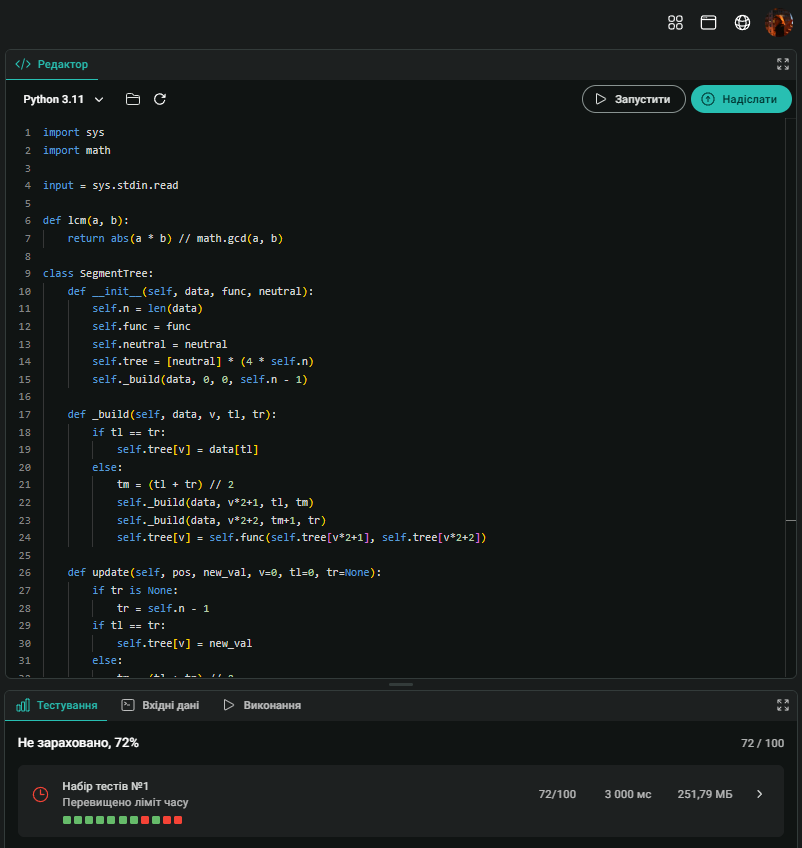 Редактор
Python 3.11
Запустити
Надіслати
1 import sys
2 import math
3
4 input = sys.stdin.read
5
6 def lcm(a, b):
7     return abs(a * b) // math.gcd(a, b)
8
9 class SegmentTree:
10     def __init__(self, data, func, neutral):
11         self.n = len(data)
12         self.func = func
13         self.neutral = neutral
14         self.tree = [neutral] * (4 * self.n)
15         self._build(data, 0, 0, self.n - 1)
16
17     def _build(self, data, v, tl, tr):
18         if tl == tr:
19             self.tree[v] = data[tl]
20         else:
21             tm = (tl + tr) // 2
22             self._build(data, v*2+1, tl, tm)
23             self._build(data, v*2+2, tm+1, tr)
24             self.tree[v] = self.func(self.tree[v*2+1], self.tree[v*2+2])
25
26     def update(self, pos, new_val, v=0, tl=0, tr=None):
27         if tr is None:
28             tr = self.n - 1
29         if tl == tr:
30             self.tree[v] = new_val
31         else:
32             tm = (tl + tr) // 2
Тестування
Вхідні дані
Виконання
Не зараховано, 72%
72 / 100
Набір тестів №1
Перевищено ліміт часу
72/100
3 000 мс
251,79 МБ